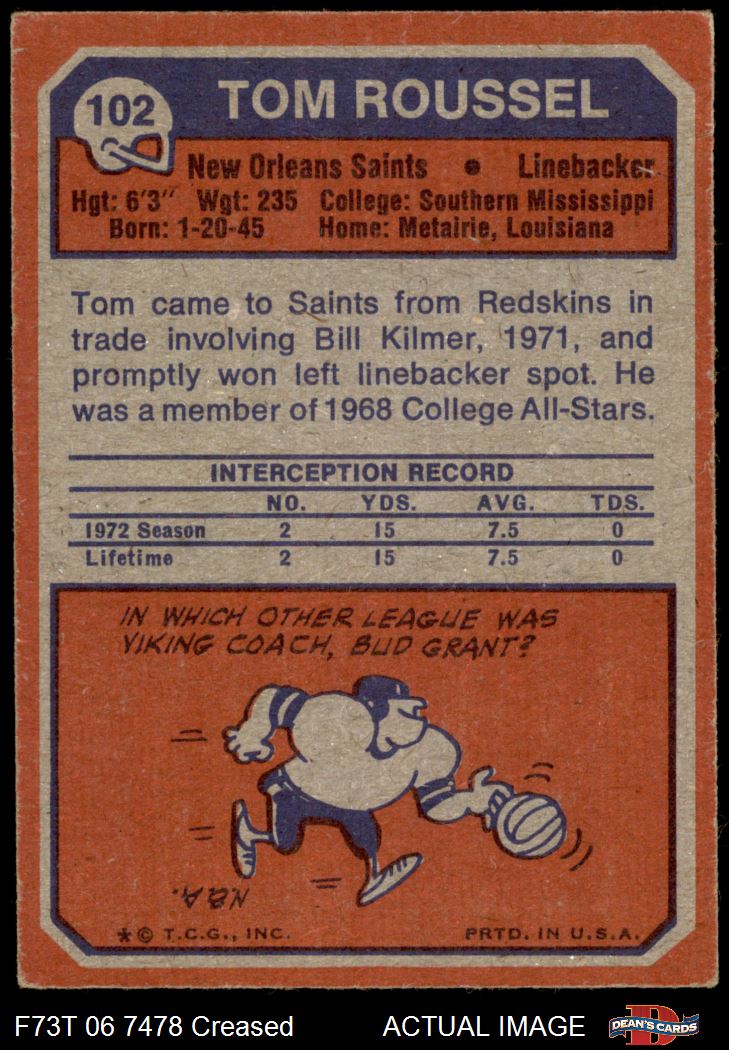 102
TOM ROUSSEL
New Orleans Saints • Linebacker
Hgt: 6'3" Wgt: 235 College: Southern Mississippi
Born: 1-20-45 Home: Metairie, Louisiana
Tom came to Saints from Redskins in
trade involving Bill Kilmer, 1971, and
promptly won left linebacker spot. He
was a member of 1968 College All-Stars.
INTERCEPTION RECORD
NO. YDS. AVG. TDS.
1972 Season 2 15 7.5 0
Lifetime 2 15 7.5 0
IN WHICH OTHER LEAGUE WAS
VIKING COACH, BUD GRANT?
N.B.A.
* © T.C.G., INC. PRTD. IN U.S.A.
F73T 06 7478 Creased ACTUAL IMAGE
DEAN'S CARDS